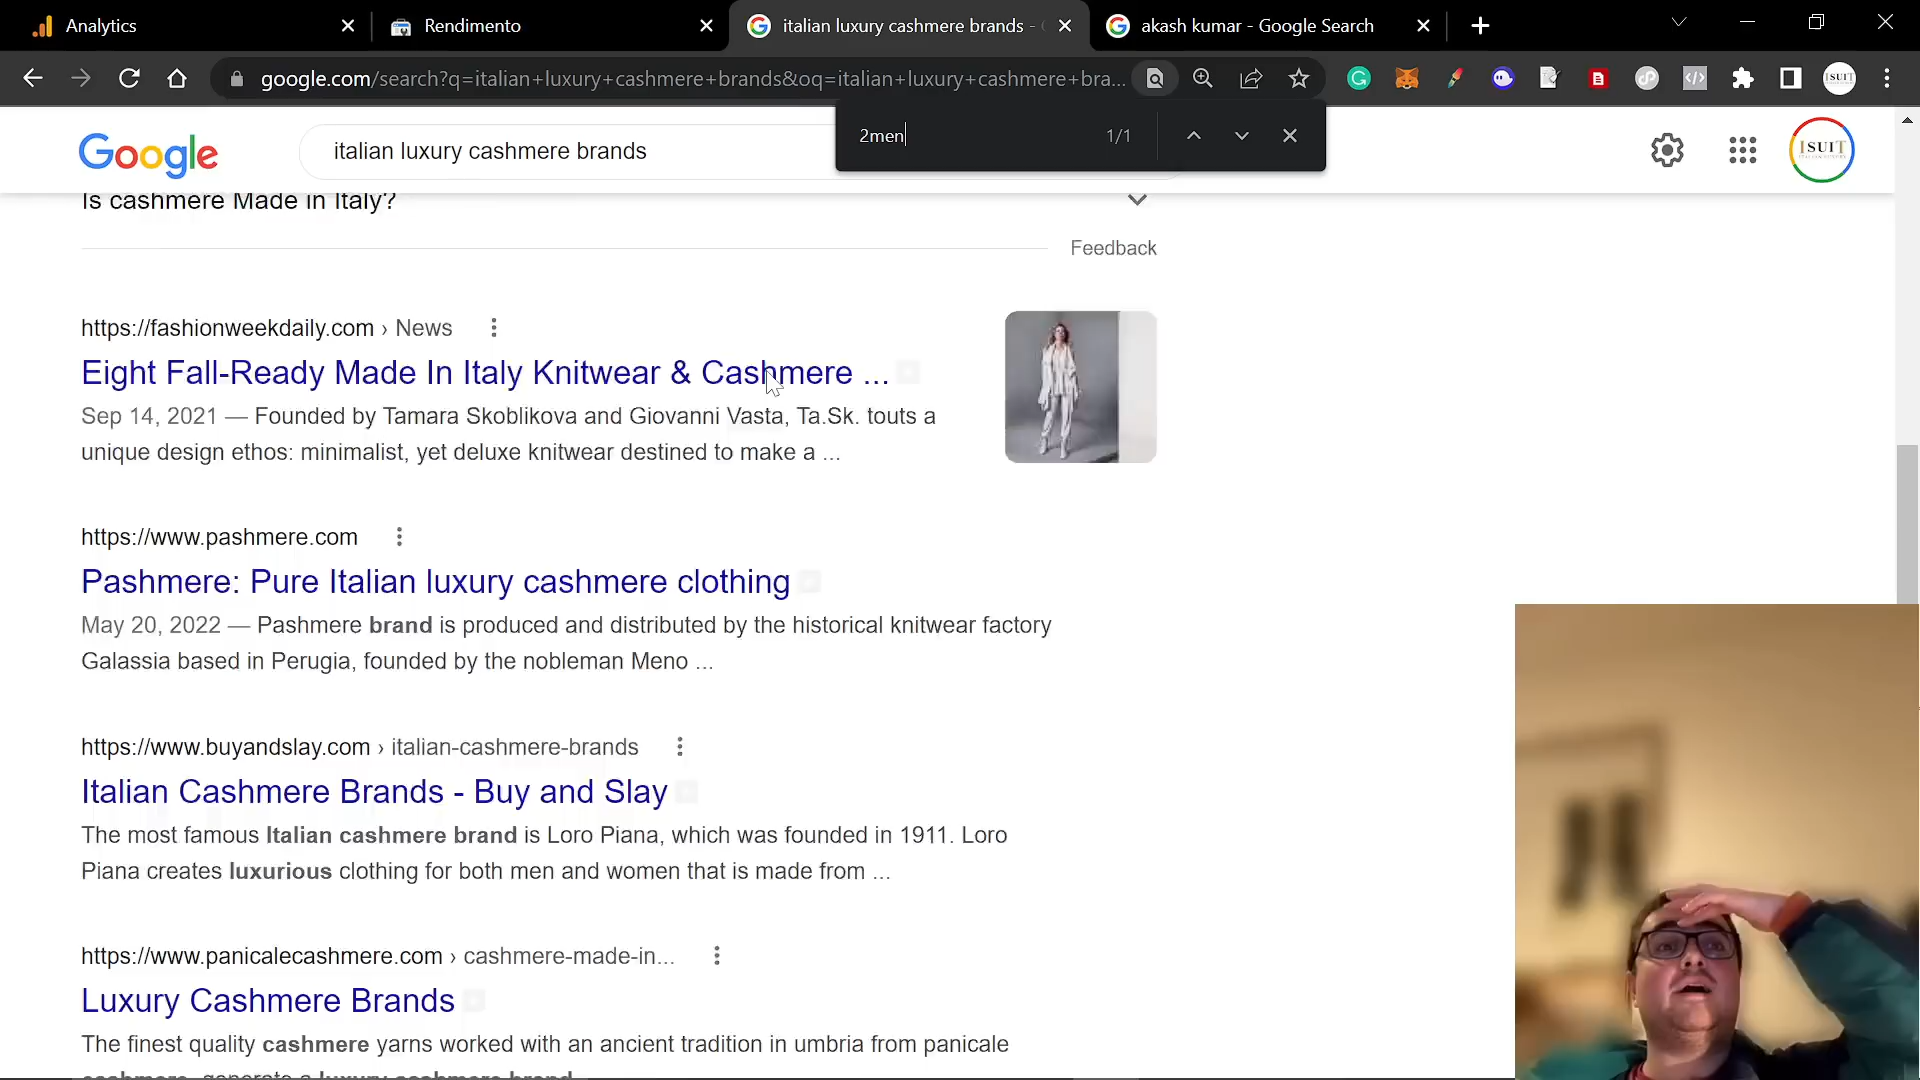 Analytics
Rendimento
italian luxury cashmere brands -
akash kumar - Google Search
google.com/search?q=italian+luxury+cashmere+brands&oq=italian+luxury+cashmere+bra...
2men
1/1
Google
italian luxury cashmere brands
ISUIT
Is cashmere Made in Italy?
Feedback
https://fashionweekdaily.com › News
Eight Fall-Ready Made In Italy Knitwear & Cashmere ...
Sep 14, 2021 — Founded by Tamara Skoblikova and Giovanni Vasta, Ta.Sk. touts a
unique design ethos: minimalist, yet deluxe knitwear destined to make a ...
https://www.pashmere.com
Pashmere: Pure Italian luxury cashmere clothing
May 20, 2022 — Pashmere brand is produced and distributed by the historical knitwear factory
Galassia based in Perugia, founded by the nobleman Meno ...
https://www.buyandslay.com › italian-cashmere-brands
Italian Cashmere Brands - Buy and Slay
The most famous Italian cashmere brand is Loro Piana, which was founded in 1911. Loro
Piana creates luxurious clothing for both men and women that is made from ...
https://www.panicalecashmere.com › cashmere-made-in...
Luxury Cashmere Brands
The finest quality cashmere yarns worked with an ancient tradition in umbria from panicale
cashmere, generate a luxury cashmere brand